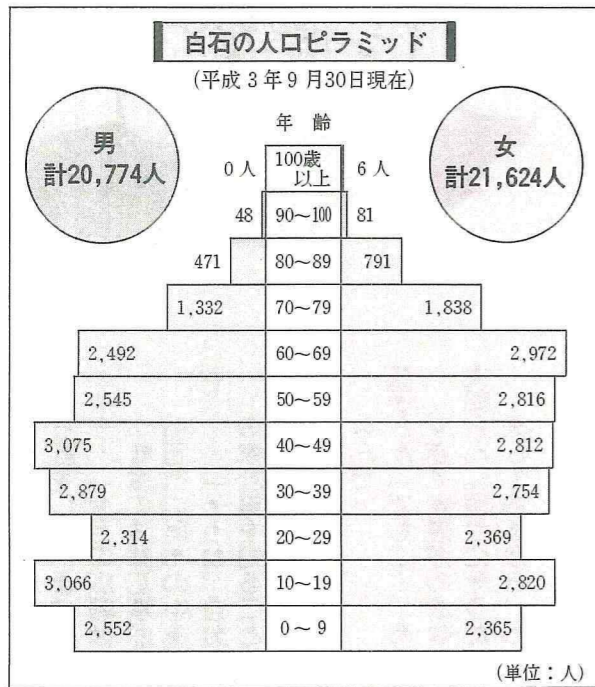 白石の人口ピラミッド
(平成3年9月30日現在)
男
計20,774人
女
計21,624人
年 齢
0人 100歳以上 6人
48 90〜100 81
471 80〜89 791
1,332 70〜79 1,838
2,492 60〜69 2,972
2,545 50〜59 2,816
3,075 40〜49 2,812
2,879 30〜39 2,754
2,314 20〜29 2,369
3,066 10〜19 2,820
2,552 0〜9 2,365
(単位：人)